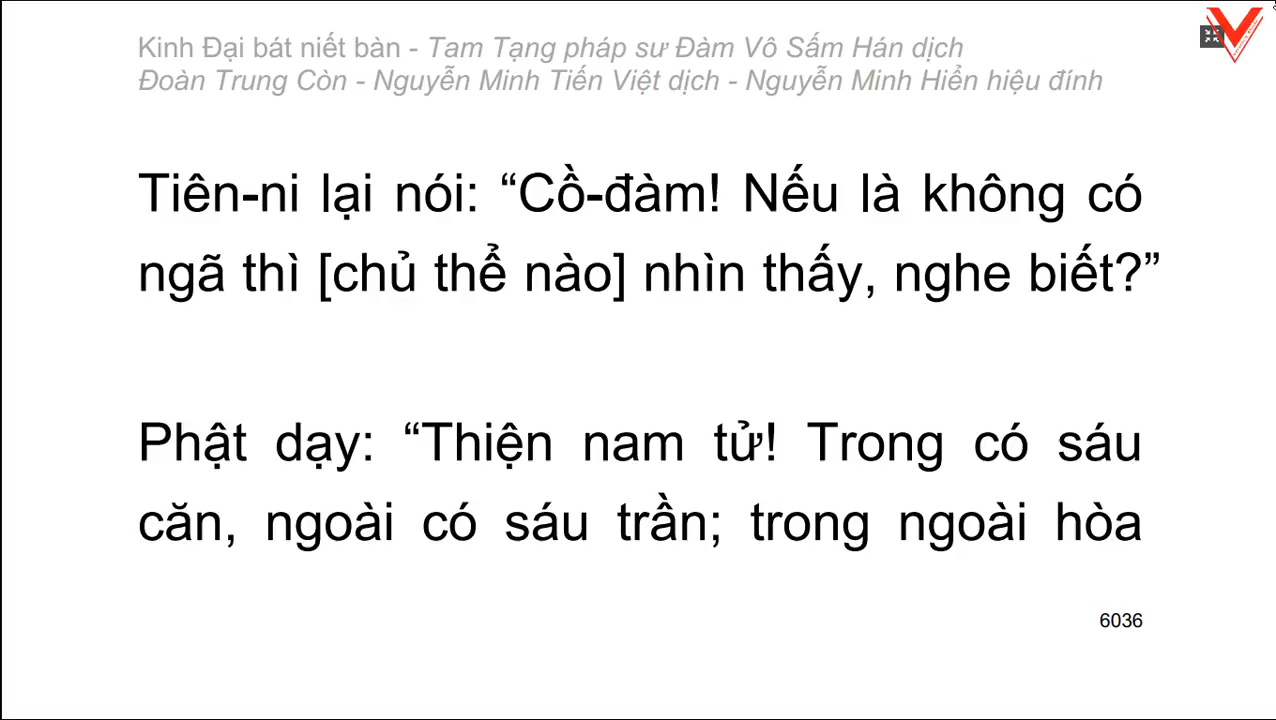 Kinh Đại bát niết bàn - Tam Tạng pháp sư Đàm Vô Sấm Hán dịch
Đoàn Trung Còn - Nguyễn Minh Tiến Việt dịch - Nguyễn Minh Hiển hiệu đính
Tiên-ni lại nói: “Cồ-đàm! Nếu là không có
ngã thì [chủ thể nào] nhìn thấy, nghe biết?”
Phật dạy: “Thiện nam tử! Trong có sáu
căn, ngoài có sáu trần; trong ngoài hòa
6036